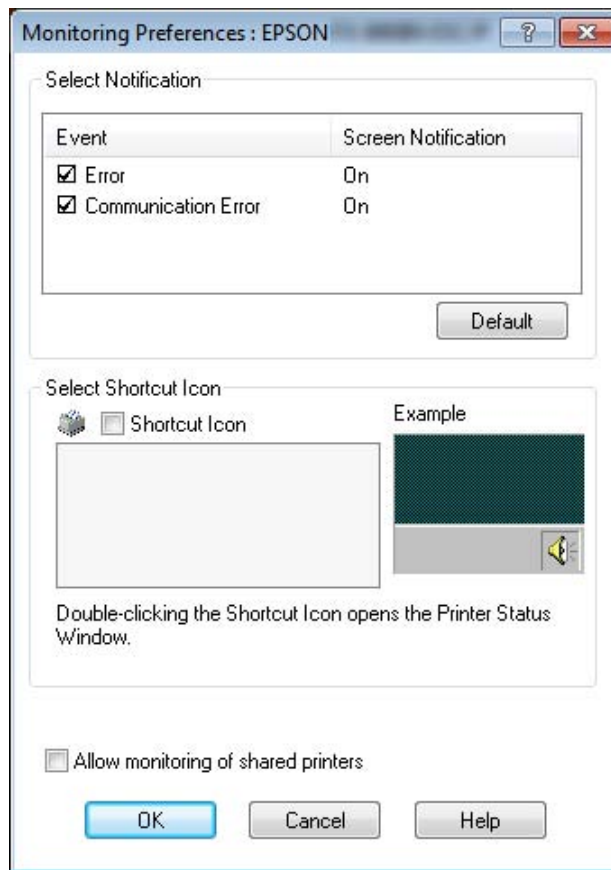 Monitoring Preferences : EPSON
Select Notification
Event Screen Notification
Error On
Communication Error On
Default
Select Shortcut Icon
Shortcut Icon
Example
Double-clicking the Shortcut Icon opens the Printer Status
Window.
Allow monitoring of shared printers
OK Cancel Help